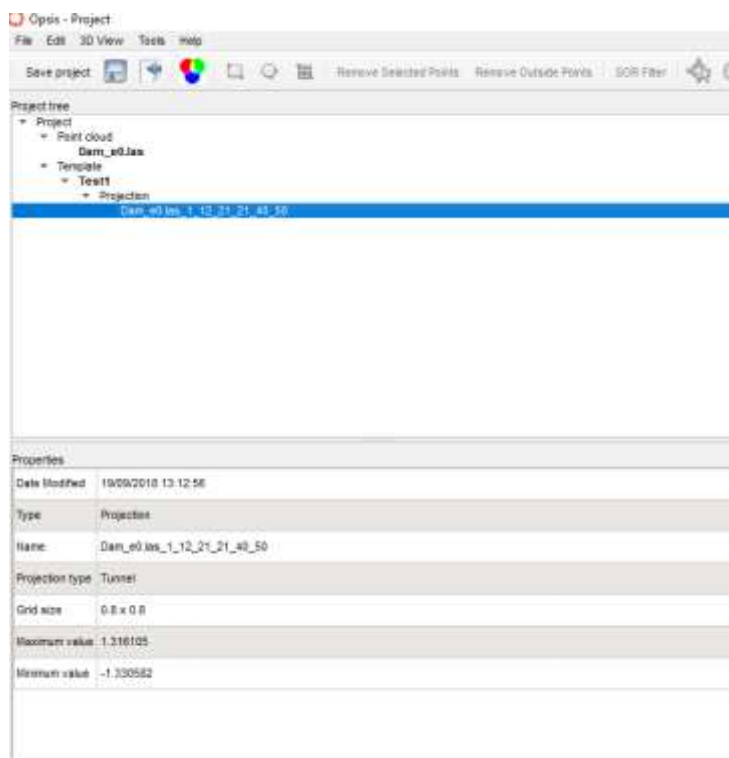 Opsis - Project
File Edit 3D View Tools Help
Save project Remove Selected Points Remove Outside Points SOR Filter
Project tree
Project
Point cloud
Dam_e0.las
Template
Test1
Projection
Dam_e0.las_1_12_21_21_40_50
Properties
Date Modified 19/09/2018 13:12:56
Type Projection
Name Dam_e0.las_1_12_21_21_40_50
Projection type Tunnel
Grid size 0.8 x 0.8
Maximum value 1.316105
Minimum value -1.330582